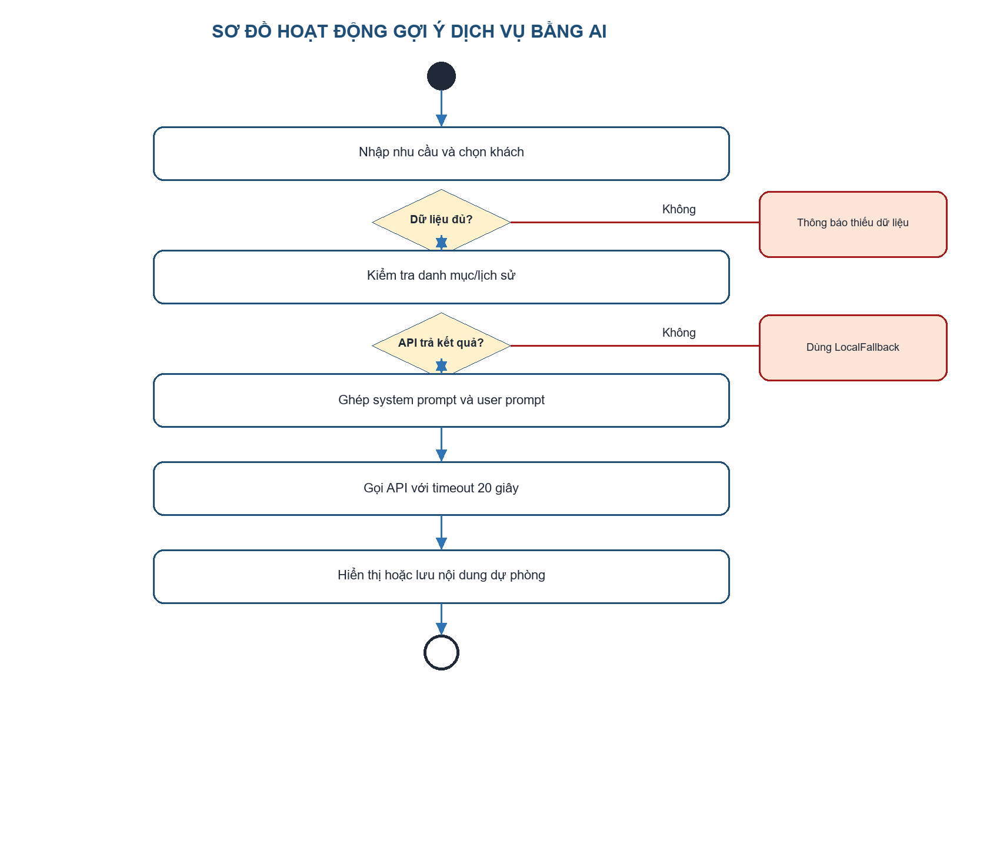 SƠ ĐỒ HOẠT ĐỘNG GỢI Ý DỊCH VỤ BẰNG AI
Nhập nhu cầu và chọn khách
Dữ liệu đủ?
Không
Thông báo thiếu dữ liệu
Kiểm tra danh mục/lịch sử
API trả kết quả?
Không
Dùng LocalFallback
Ghép system prompt và user prompt
Gọi API với timeout 20 giây
Hiển thị hoặc lưu nội dung dự phòng